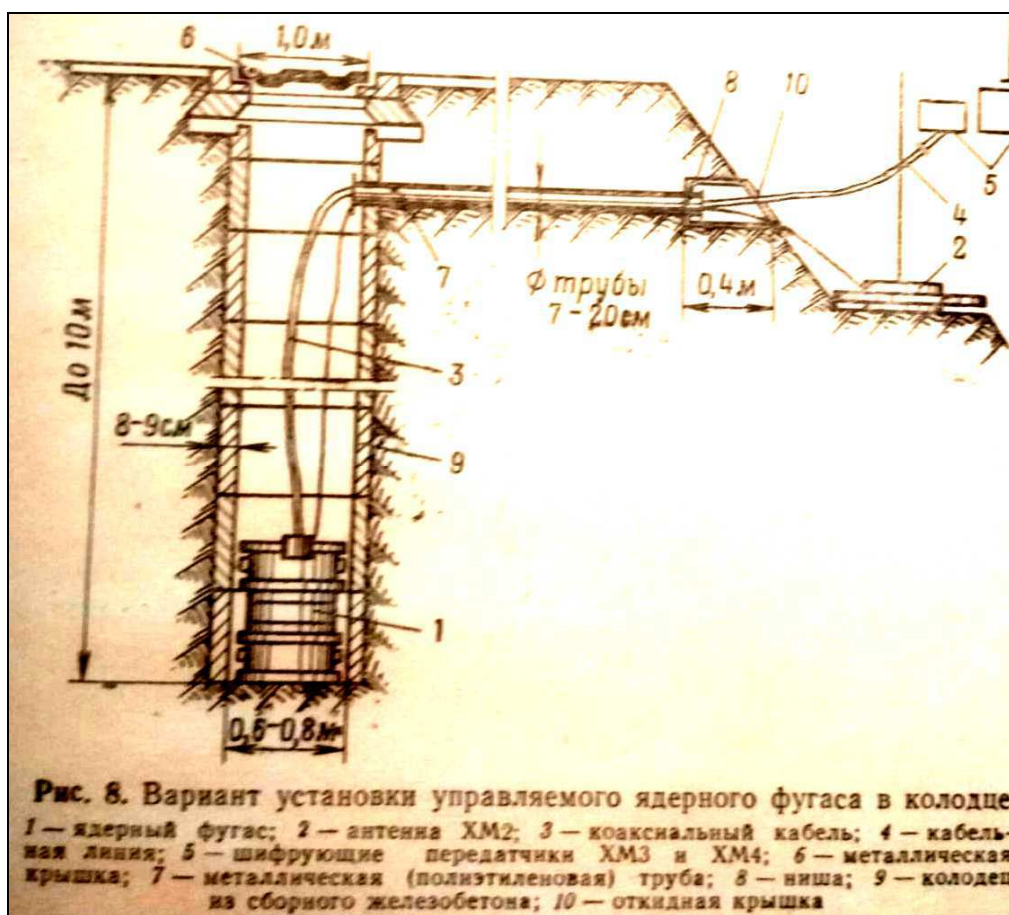 6
1,0м
8
10
5
4
2
7
Ø трубы
7-20см
0,4м
До 10м
3
8-9см
9
1
0,6-0,8м
Рис. 8. Вариант установки управляемого ядерного фугаса в колодце
1 — ядерный фугас; 2 — антенна ХМ2; 3 — коаксиальный кабель; 4 — кабель-
ная линия; 5 — шифрующие передатчики ХМ3 и ХМ4; 6 — металлическая
крышка; 7 — металлическая (полиэтиленовая) труба; 8 — ниша; 9 — колодец
из сборного железобетона; 10 — откидная крышка